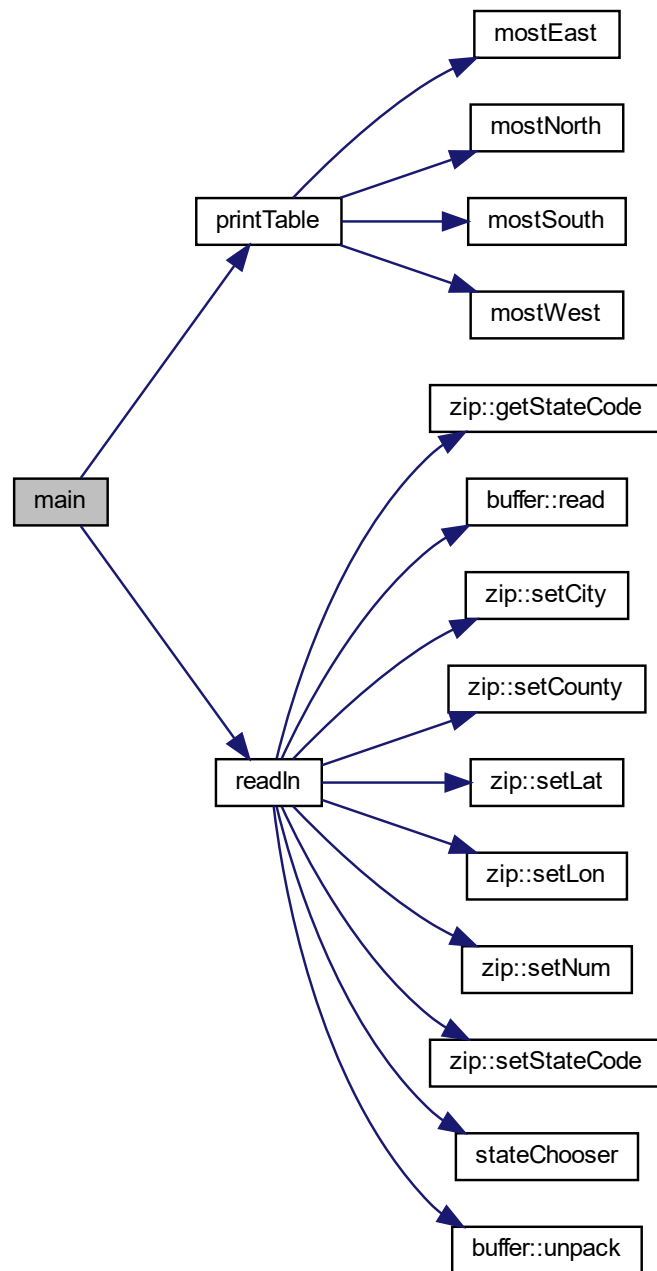 mostEast
mostNorth
printTable
mostSouth
mostWest
zip::getStateCode
main
buffer::read
zip::setCity
zip::setCounty
readIn
zip::setLat
zip::setLon
zip::setNum
zip::setStateCode
stateChooser
buffer::unpack